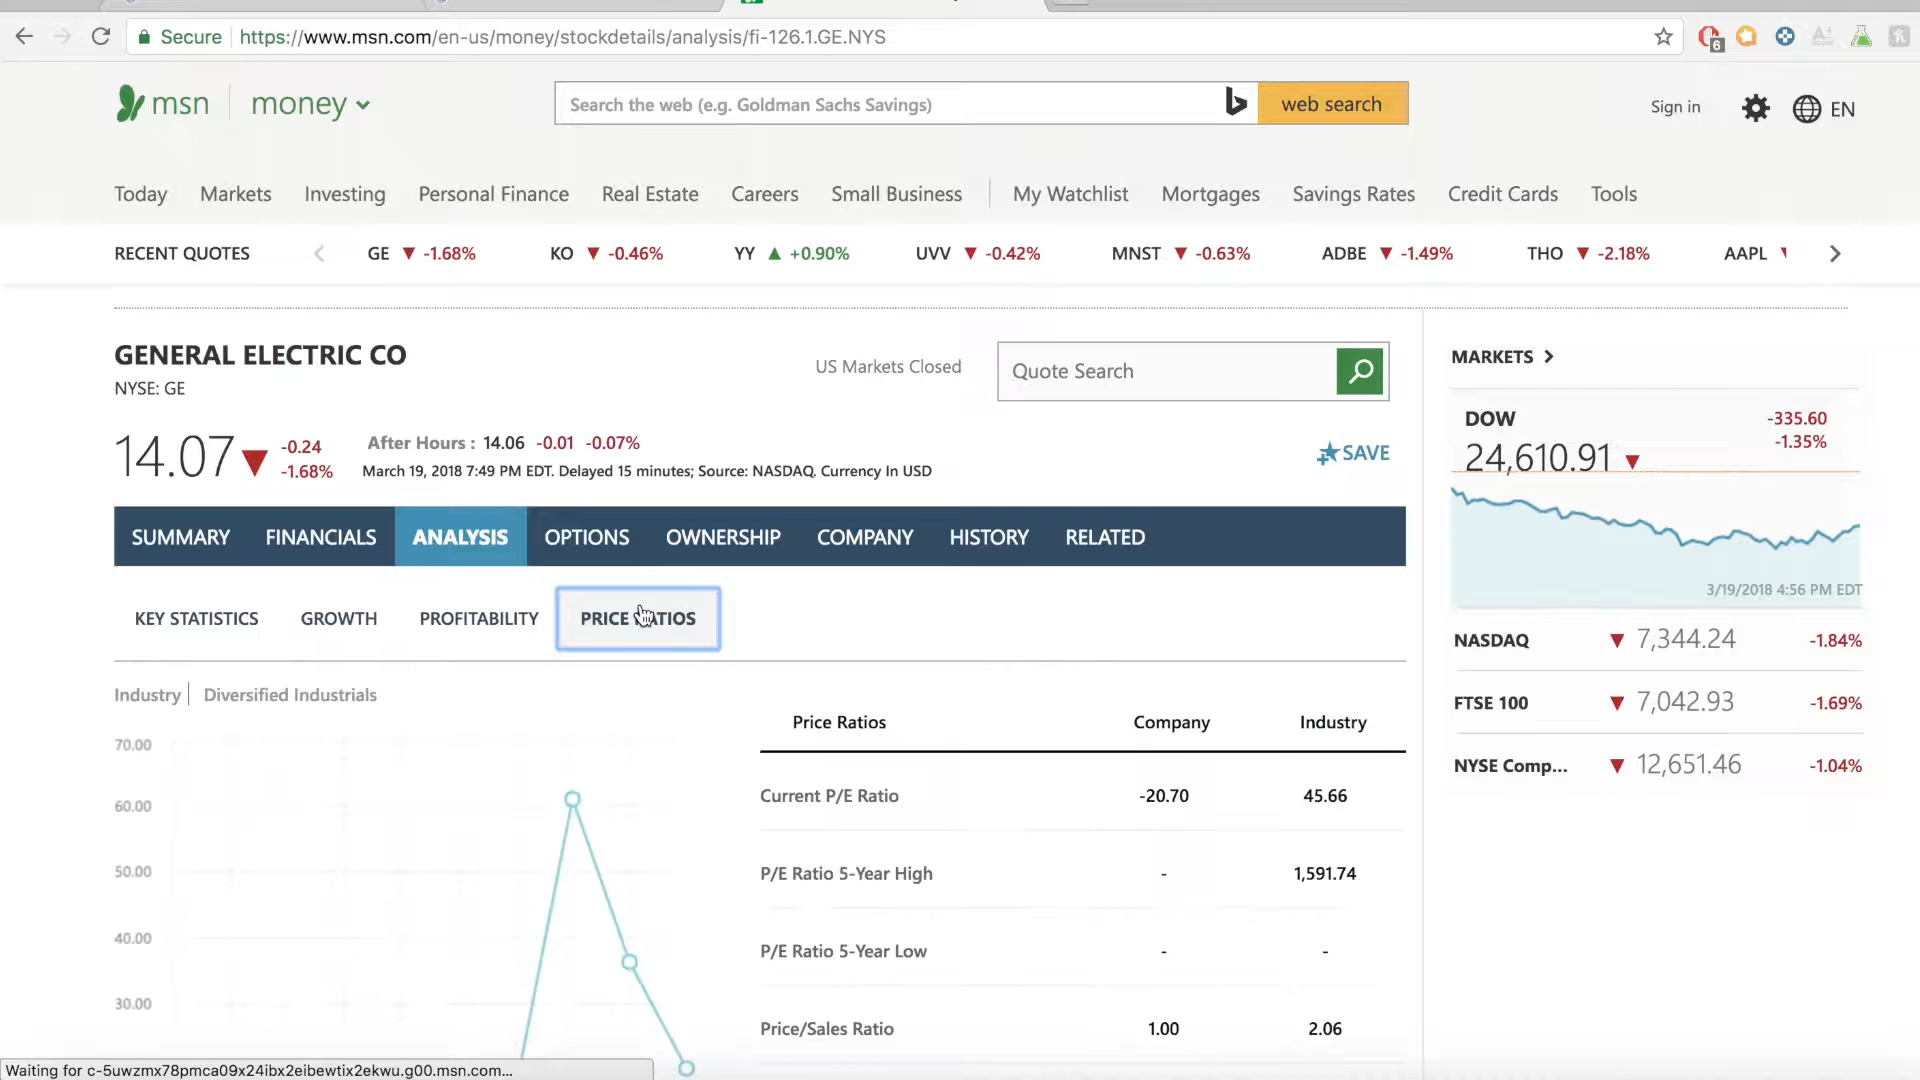 Secure https://www.msn.com/en-us/money/stockdetails/analysis/fi-126.1.GE.NYS
6
msn money
Search the web (e.g. Goldman Sachs Savings) web search
Sign in EN
Today Markets Investing Personal Finance Real Estate Careers Small Business My Watchlist Mortgages Savings Rates Credit Cards Tools
RECENT QUOTES GE ▼ -1.68% KO ▼ -0.46% YY ▲ +0.90% UVV ▼ -0.42% MNST ▼ -0.63% ADBE ▼ -1.49% THO ▼ -2.18% AAPL
GENERAL ELECTRIC CO
NYSE: GE
US Markets Closed
Quote Search
14.07 ▼ -0.24
-1.68%
After Hours : 14.06 -0.01 -0.07%
March 19, 2018 7:49 PM EDT. Delayed 15 minutes; Source: NASDAQ. Currency In USD
SAVE
SUMMARY FINANCIALS ANALYSIS OPTIONS OWNERSHIP COMPANY HISTORY RELATED
KEY STATISTICS GROWTH PROFITABILITY PRICE RATIOS
Industry | Diversified Industrials
70.00
60.00
50.00
40.00
30.00
Price Ratios Company Industry
Current P/E Ratio -20.70 45.66
P/E Ratio 5-Year High - 1,591.74
P/E Ratio 5-Year Low - -
Price/Sales Ratio 1.00 2.06
MARKETS
DOW -335.60
24,610.91 ▼ -1.35%
3/19/2018 4:56 PM EDT
NASDAQ ▼ 7,344.24 -1.84%
FTSE 100 ▼ 7,042.93 -1.69%
NYSE Comp... ▼ 12,651.46 -1.04%
Waiting for c-5uwzmx78pmca09x24ibx2eibewtix2ekwu.g00.msn.com...